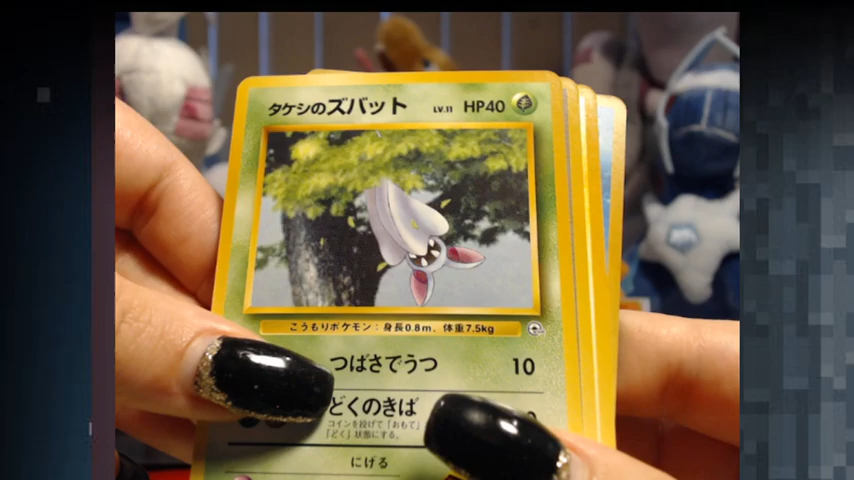 タケシのズバット LV.11 HP40
こうもりポケモン：身長0.8m、体重7.5kg
つばさでうつ 10
どくのきば
コインを投げて「おもて」
「どく」状態にする。
にげる